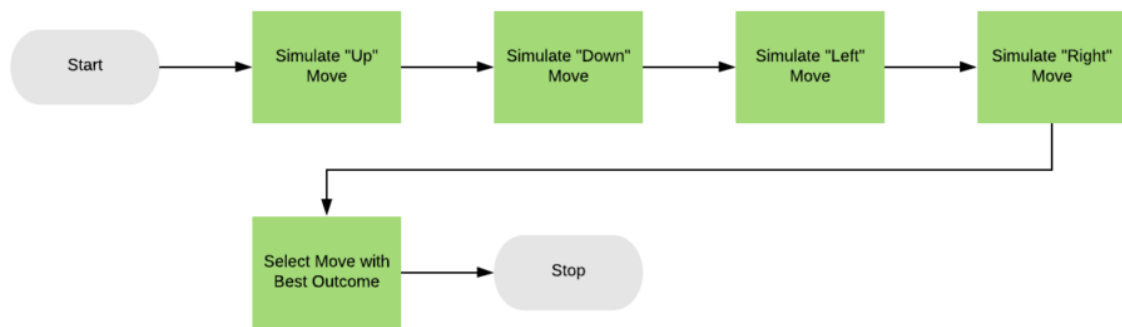 Start
Simulate "Up"
Move
Simulate "Down"
Move
Simulate "Left"
Move
Simulate "Right"
Move
Select Move with
Best Outcome
Stop